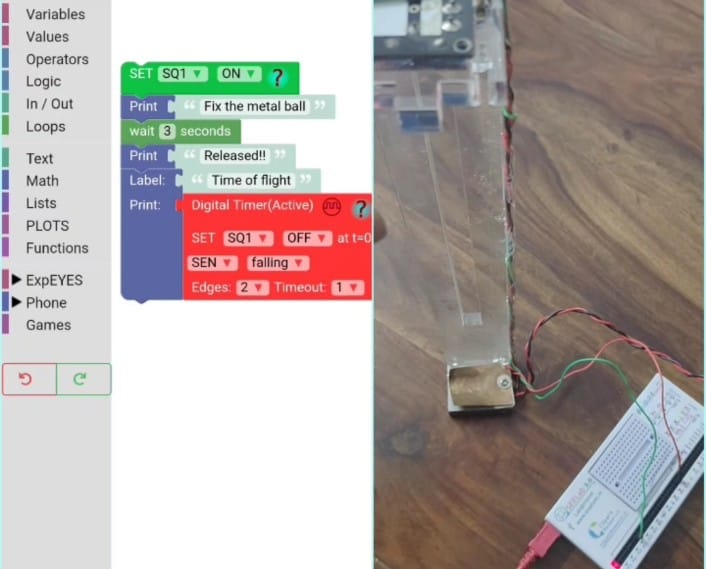 Variables
Values
Operators
Logic
In / Out
Loops
Text
Math
Lists
PLOTS
Functions
ExpEYES
Phone
Games
SET SQ1 ▼ ON ▼ ?
Print “ Fix the metal ball ”
wait 3 seconds
Print “ Released!! ”
Label: “ Time of flight ”
Print: Digital Timer(Active) ?
SET SQ1 ▼ OFF ▼ at t=0
SEN ▼ falling ▼
Edges: 2 ▼ Timeout: 1 ▼